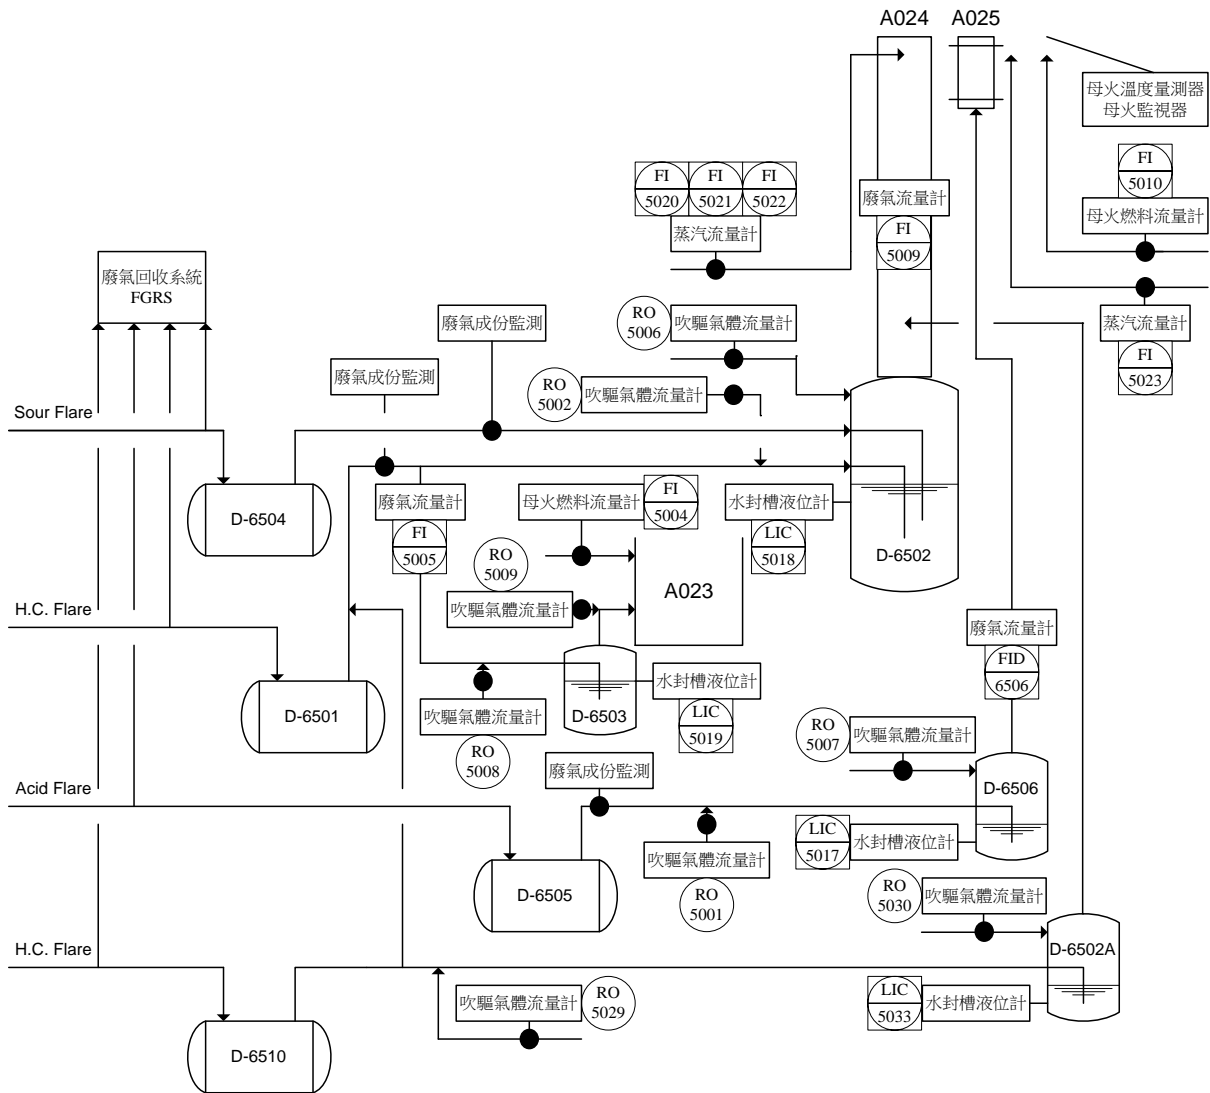 A024
A025
母火溫度量測器
母火監視器
FI
5010
母火燃料流量計
FI
5020
FI
5021
FI
5022
蒸汽流量計
廢氣流量計
FI
5009
廢氣回收系統
FGRS
廢氣成份監測
RO
5006
吹驅氣體流量計
蒸汽流量計
FI
5023
廢氣成份監測
RO
5002
吹驅氣體流量計
Sour Flare
D-6504
廢氣流量計
FI
5005
母火燃料流量計
FI
5004
水封槽液位計
LIC
5018
D-6502
RO
5009
吹驅氣體流量計
A023
H.C. Flare
廢氣流量計
FID
6506
D-6501
吹驅氣體流量計
RO
5008
D-6503
水封槽液位計
LIC
5019
RO
5007
吹驅氣體流量計
Acid Flare
廢氣成份監測
D-6506
LIC
5017
水封槽液位計
D-6505
吹驅氣體流量計
RO
5001
RO
5030
吹驅氣體流量計
H.C. Flare
D-6502A
吹驅氣體流量計
RO
5029
LIC
5033
水封槽液位計
D-6510